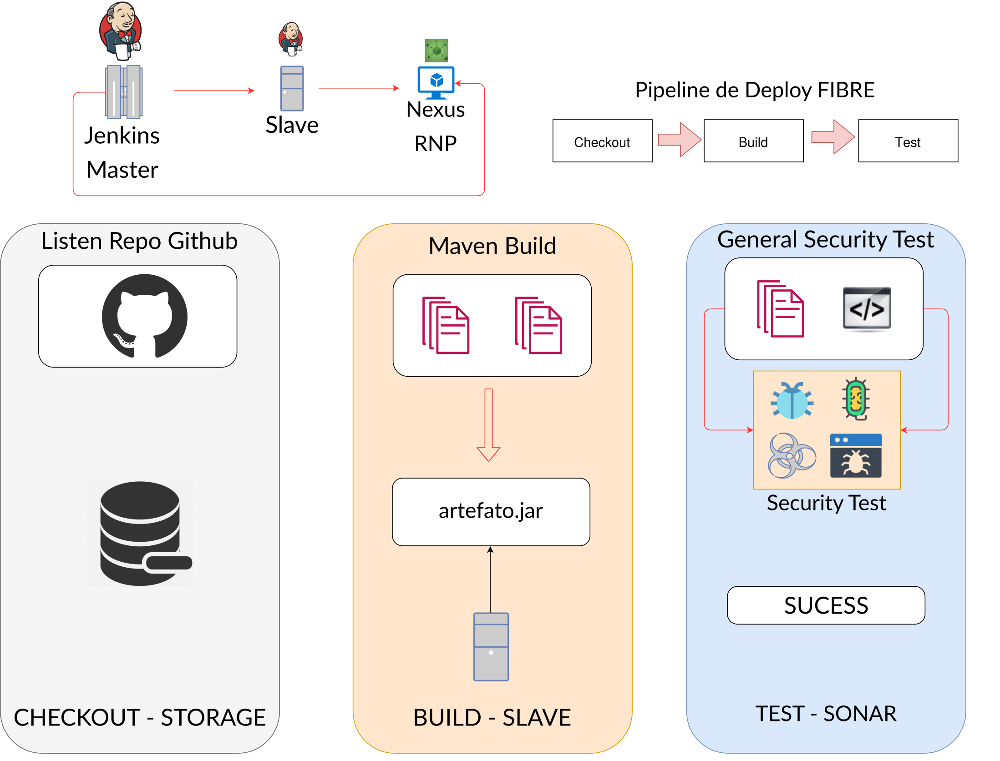 Jenkins
Master
Slave
Nexus
RNP
Pipeline de Deploy FIBRE
Checkout
Build
Test
Listen Repo Github
CHECKOUT - STORAGE
Maven Build
artefato.jar
BUILD - SLAVE
General Security Test
</>
Security Test
SUCESS
TEST - SONAR